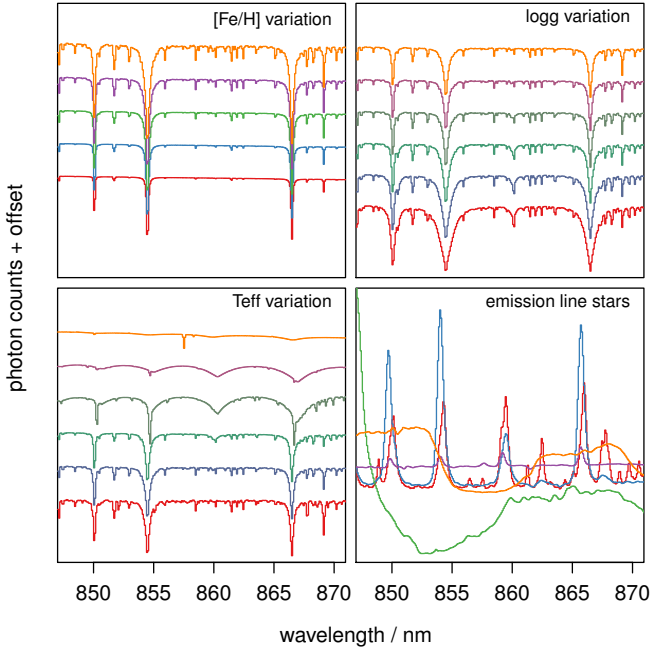 [Fe/H] variation
logg variation
Teff variation
emission line stars
photon counts + offset
850 855 860 865 870
850 855 860 865 870
wavelength / nm